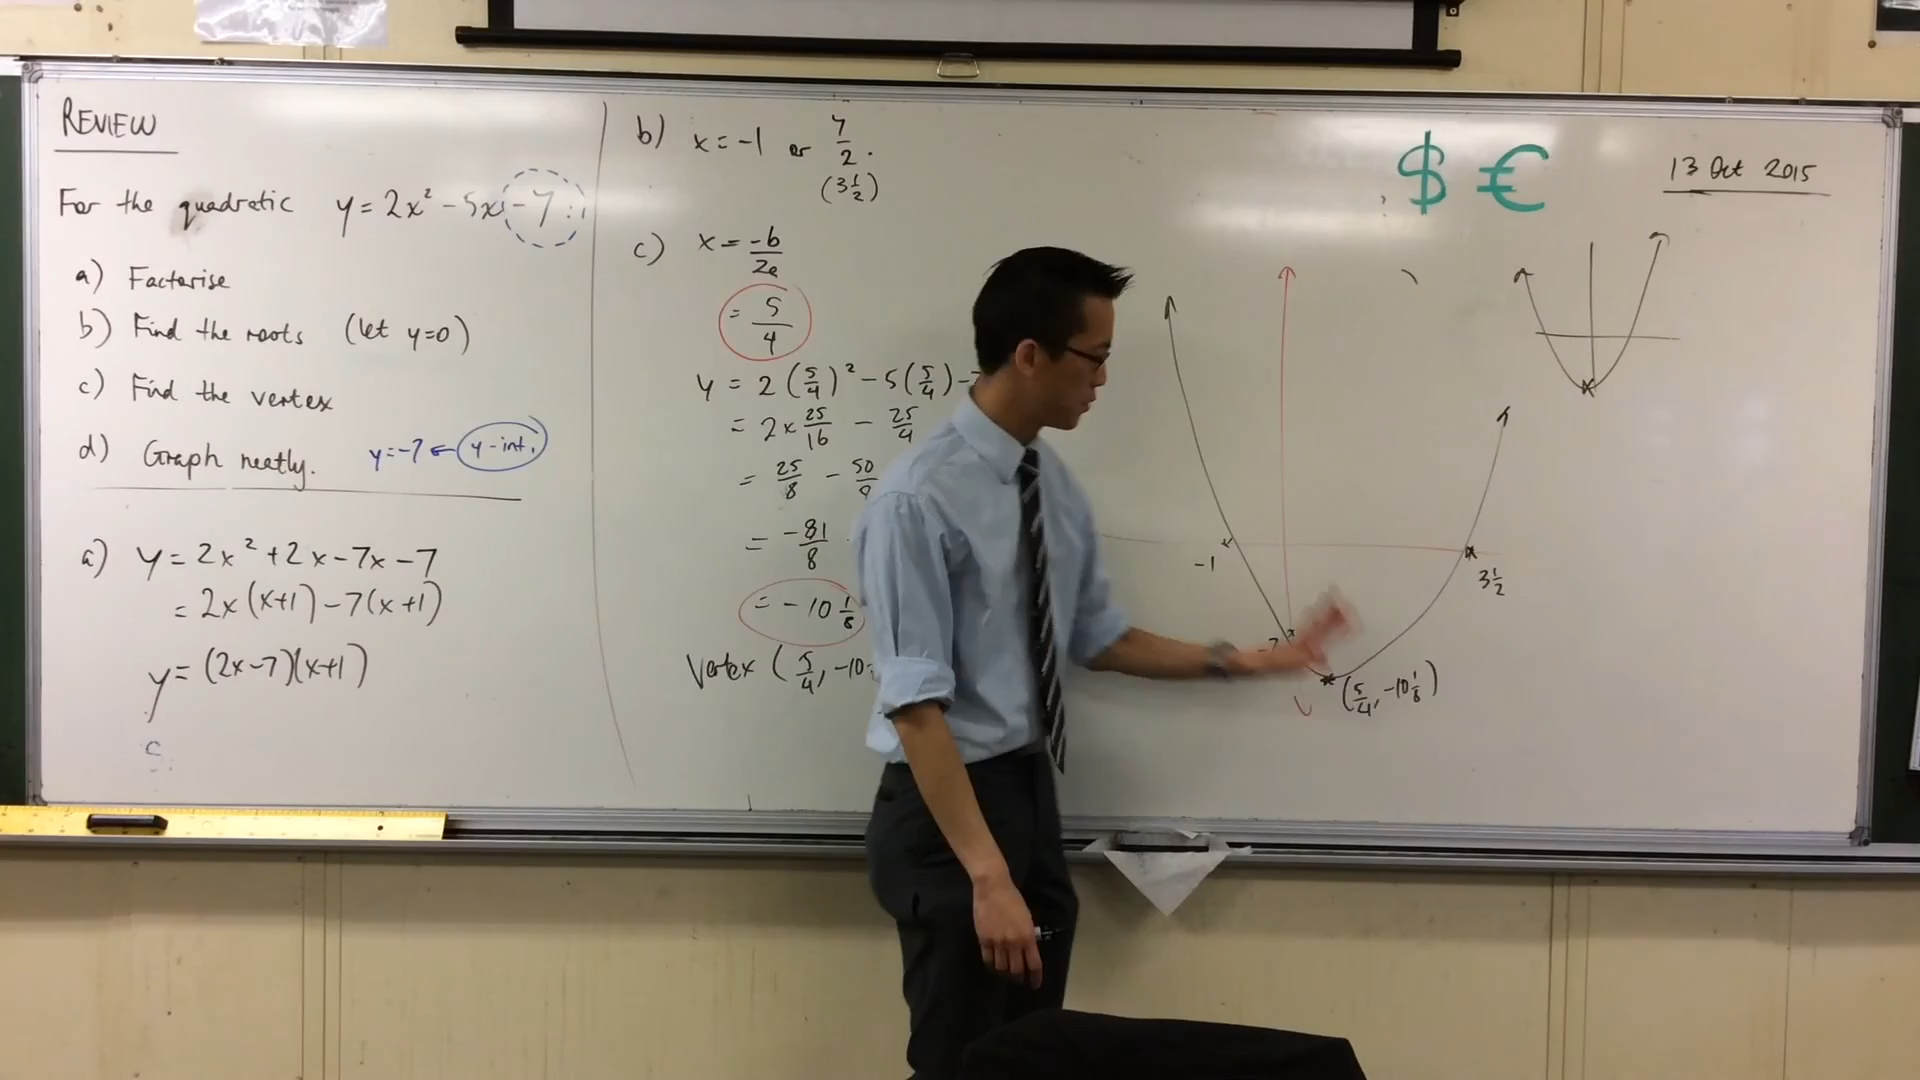 REVIEW
For the quadratic y = 2x² - 5x - 7
a) Factorise
b) Find the roots (let y=0)
c) Find the vertex
d) Graph neatly. y=-7 ← y-int.
a) y = 2x² + 2x - 7x - 7
= 2x(x+1) - 7(x+1)
y = (2x-7)(x+1)
b) x = -1 or 7/2.
(3 1/2)
c) x = -b/2a
= 5/4
y = 2(5/4)² - 5(5/4) -
= 2 × 25/16 - 25/4
= 25/8 - 50/8
= -81/8
= -10 1/8
Vertex (5/4, -10
$ €
13 Oct 2015
-1
3 1/2
-7
(5/4, -10 1/8)